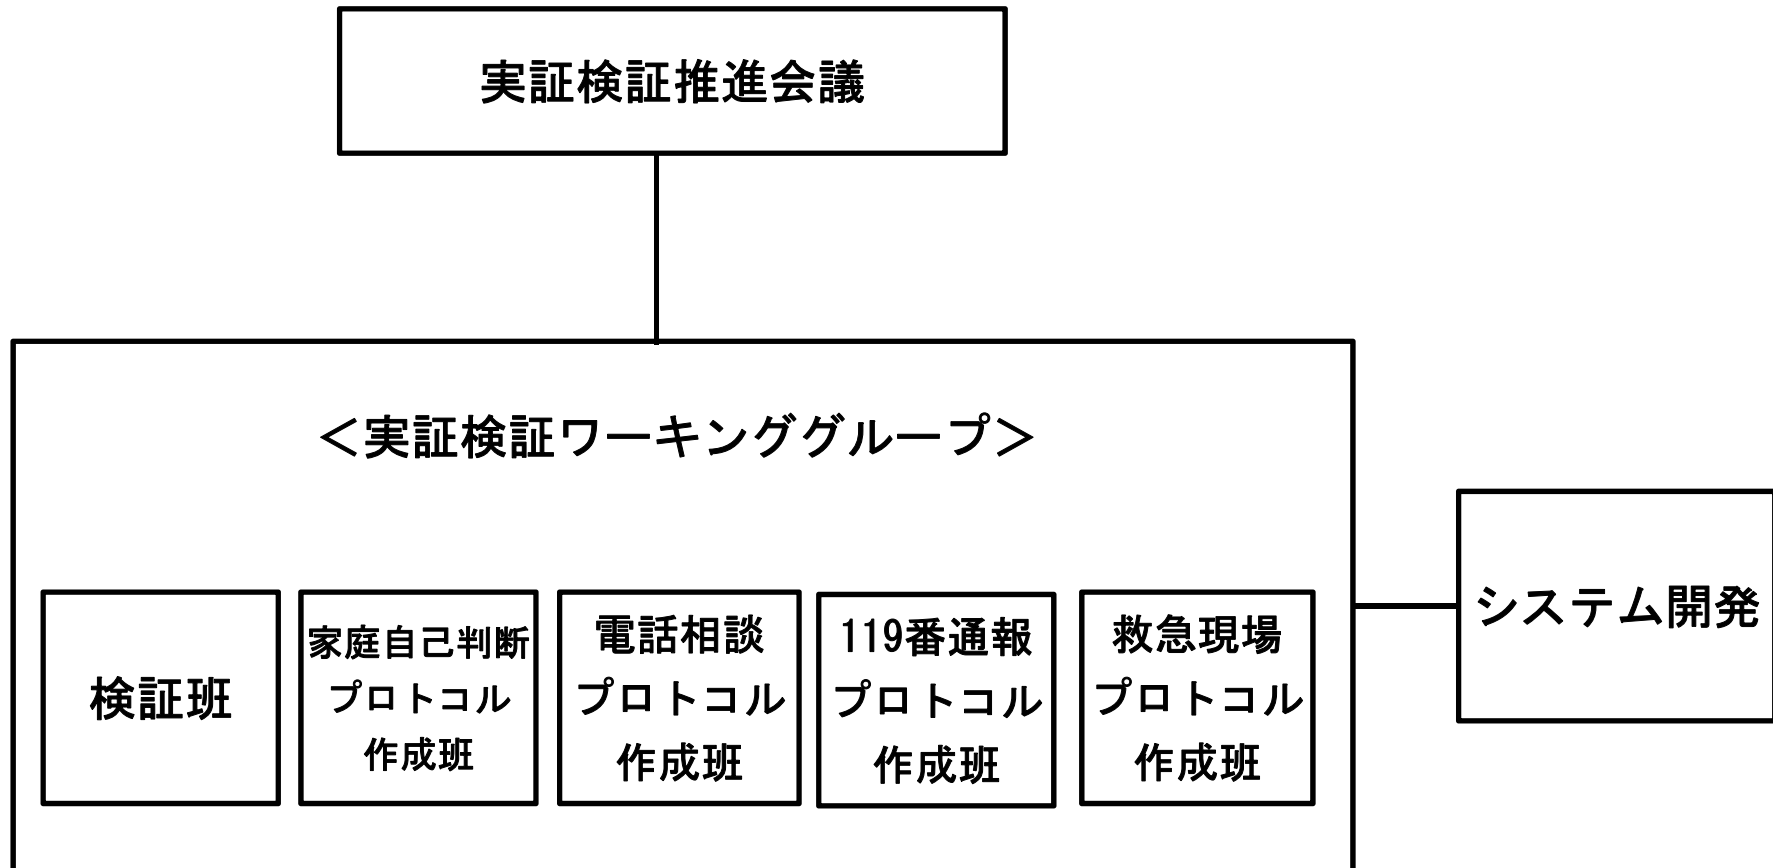 実証検証推進会議
＜実証検証ワーキンググループ＞
検証班
家庭自己判断
プロトコル
作成班
電話相談
プロトコル
作成班
119番通報
プロトコル
作成班
救急現場
プロトコル
作成班
システム開発